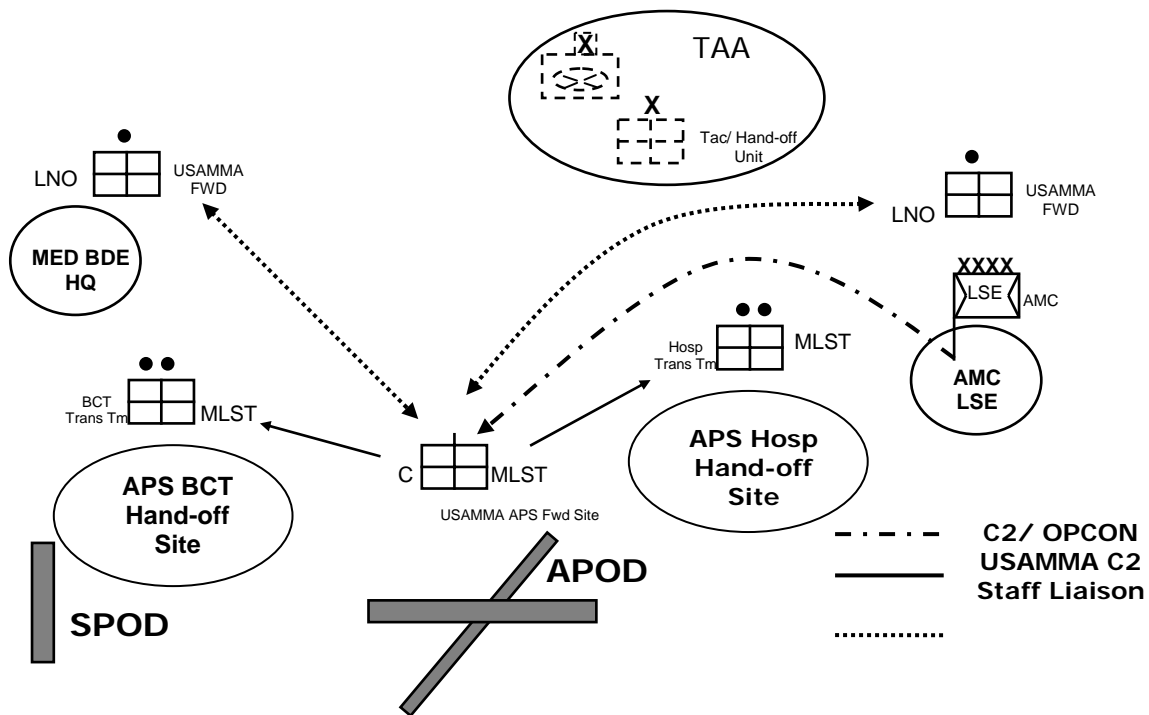 X
TAA
X
Tac/ Hand-off
Unit
LNO
USAMMA
FWD
MED BDE
HQ
LNO
USAMMA
FWD
XXXX
LSE
AMC
AMC
LSE
Hosp
Trans Tm
MLST
BCT
Trans Tm
MLST
APS BCT
Hand-off
Site
C
MLST
USAMMA APS Fwd Site
APS Hosp
Hand-off
Site
SPOD
APOD
C2/ OPCON
USAMMA C2
Staff Liaison